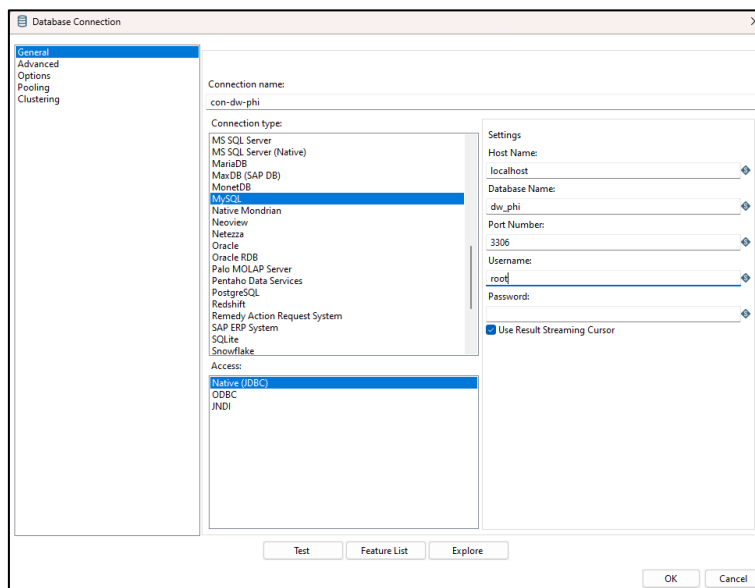 Database Connection
General
Advanced
Options
Pooling
Clustering
Connection name:
con-dw-phi
Connection type:
MS SQL Server
MS SQL Server (Native)
MariaDB
MaxDB (SAP DB)
MonetDB
MySQL
Native Mondrian
Neoview
Netezza
Oracle
Oracle RDB
Palo MOLAP Server
Pentaho Data Services
PostgreSQL
Redshift
Remedy Action Request System
SAP ERP System
SQLite
Snowflake
Access:
Native (JDBC)
ODBC
JNDI
Settings
Host Name:
localhost
Database Name:
dw_phi
Port Number:
3306
Username:
root
Password:
Use Result Streaming Cursor
Test
Feature List
Explore
OK
Cancel